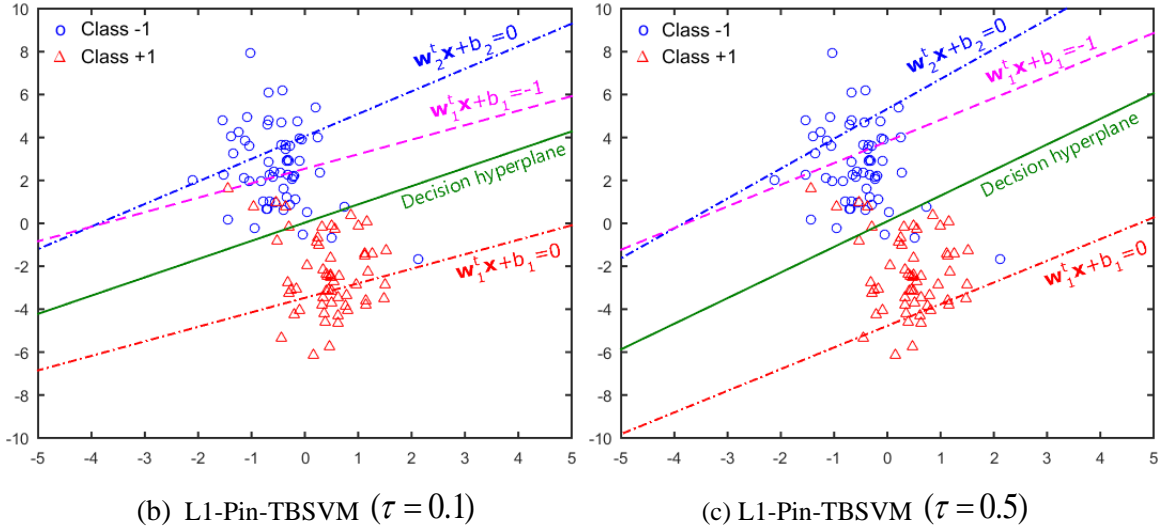 10
8
6
4
2
0
-2
-4
-6
-8
-10
-5 -4 -3 -2 -1 0 1 2 3 4 5
Class -1
Class +1
w₂ᵗx+b₂=0
w₁ᵗx+b₁=-1
Decision hyperplane
w₁ᵗx+b₁=0
(b) L1-Pin-TBSVM (τ = 0.1)
10
8
6
4
2
0
-2
-4
-6
-8
-10
-5 -4 -3 -2 -1 0 1 2 3 4 5
Class -1
Class +1
w₂ᵗx+b₂=0
w₁ᵗx+b₁=-1
Decision hyperplane
w₁ᵗx+b₁=0
(c) L1-Pin-TBSVM (τ = 0.5)